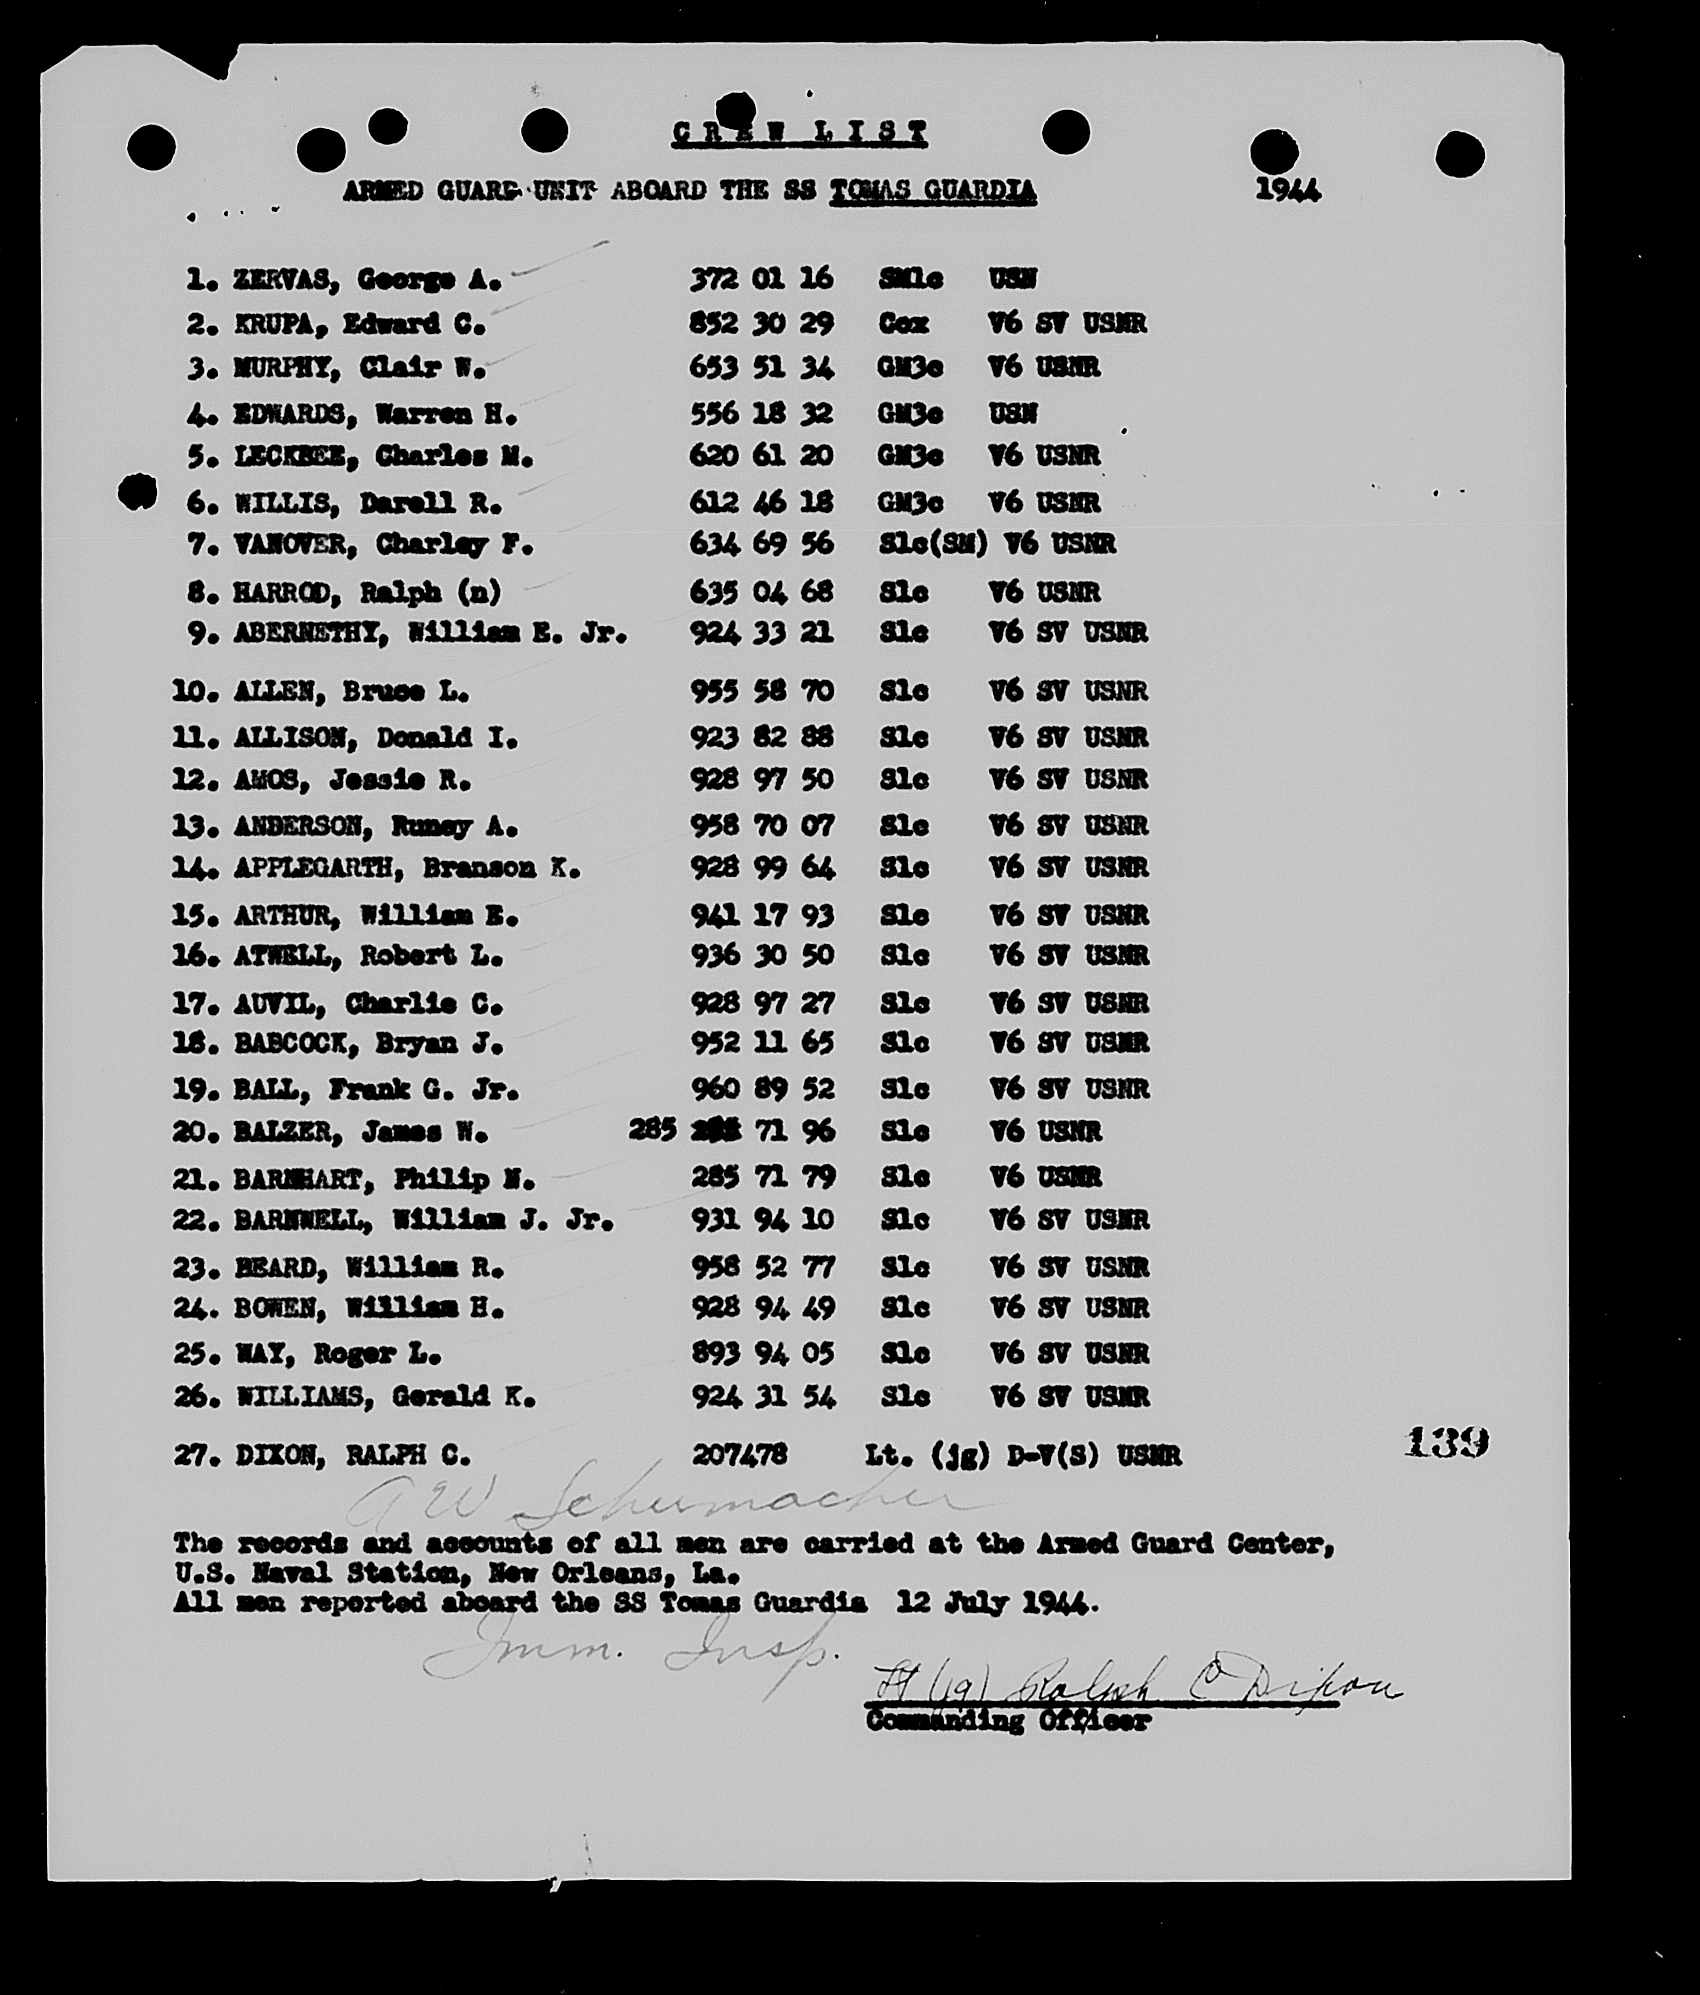 CREW LIST
ARMED GUARD UNIT ABOARD THE SS TOMAS GUARDIA 1944
1. ZERVAS, George A. 372 01 16 SM1c USN
2. KRUPA, Edward C. 852 30 29 Cox V6 SV USNR
3. MURPHY, Clair W. 653 51 34 GM3c V6 USNR
4. EDWARDS, Warren H. 556 18 32 GM3c USN
5. LECKBEE, Charles M. 620 61 20 GM3c V6 USNR
6. WILLIS, Darell R. 612 46 18 GM3c V6 USNR
7. VANOVER, Charley F. 634 69 56 S1c(SM) V6 USNR
8. HARROD, Ralph (n) 635 04 68 S1c V6 USNR
9. ABERNETHY, William E. Jr. 924 33 21 S1c V6 SV USNR
10. ALLEN, Bruce L. 955 58 70 S1c V6 SV USNR
11. ALLISON, Donald I. 923 82 88 S1c V6 SV USNR
12. AMOS, Jessie R. 928 97 50 S1c V6 SV USNR
13. ANDERSON, Runey A. 958 70 07 S1c V6 SV USNR
14. APPLEGARTH, Branson K. 928 99 64 S1c V6 SV USNR
15. ARTHUR, William E. 941 17 93 S1c V6 SV USNR
16. ATWELL, Robert L. 936 30 50 S1c V6 SV USNR
17. AUVIL, Charlie C. 928 97 27 S1c V6 SV USNR
18. BABCOCK, Bryan J. 952 11 65 S1c V6 SV USNR
19. BALL, Frank G. Jr. 960 89 52 S1c V6 SV USNR
20. BALZER, James W. 285 71 96 S1c V6 USNR
21. BARNHART, Philip N. 285 71 79 S1c V6 USNR
22. BARNWELL, William J. Jr. 931 94 10 S1c V6 SV USNR
23. BEARD, William R. 958 52 77 S1c V6 SV USNR
24. BOWEN, William H. 928 94 49 S1c V6 SV USNR
25. MAY, Roger L. 893 94 05 S1c V6 SV USNR
26. WILLIAMS, Gerald K. 924 31 54 S1c V6 SV USNR
27. DIXON, RALPH C. 207478 Lt. (jg) D-V(S) USNR 139
A W Schumacher
The records and accounts of all men are carried at the Armed Guard Center,
U.S. Naval Station, New Orleans, La.
All men reported aboard the SS Tomas Guardia 12 July 1944.
Imm. Insp.
Lt (jg) Ralph C Dixon
Commanding Officer